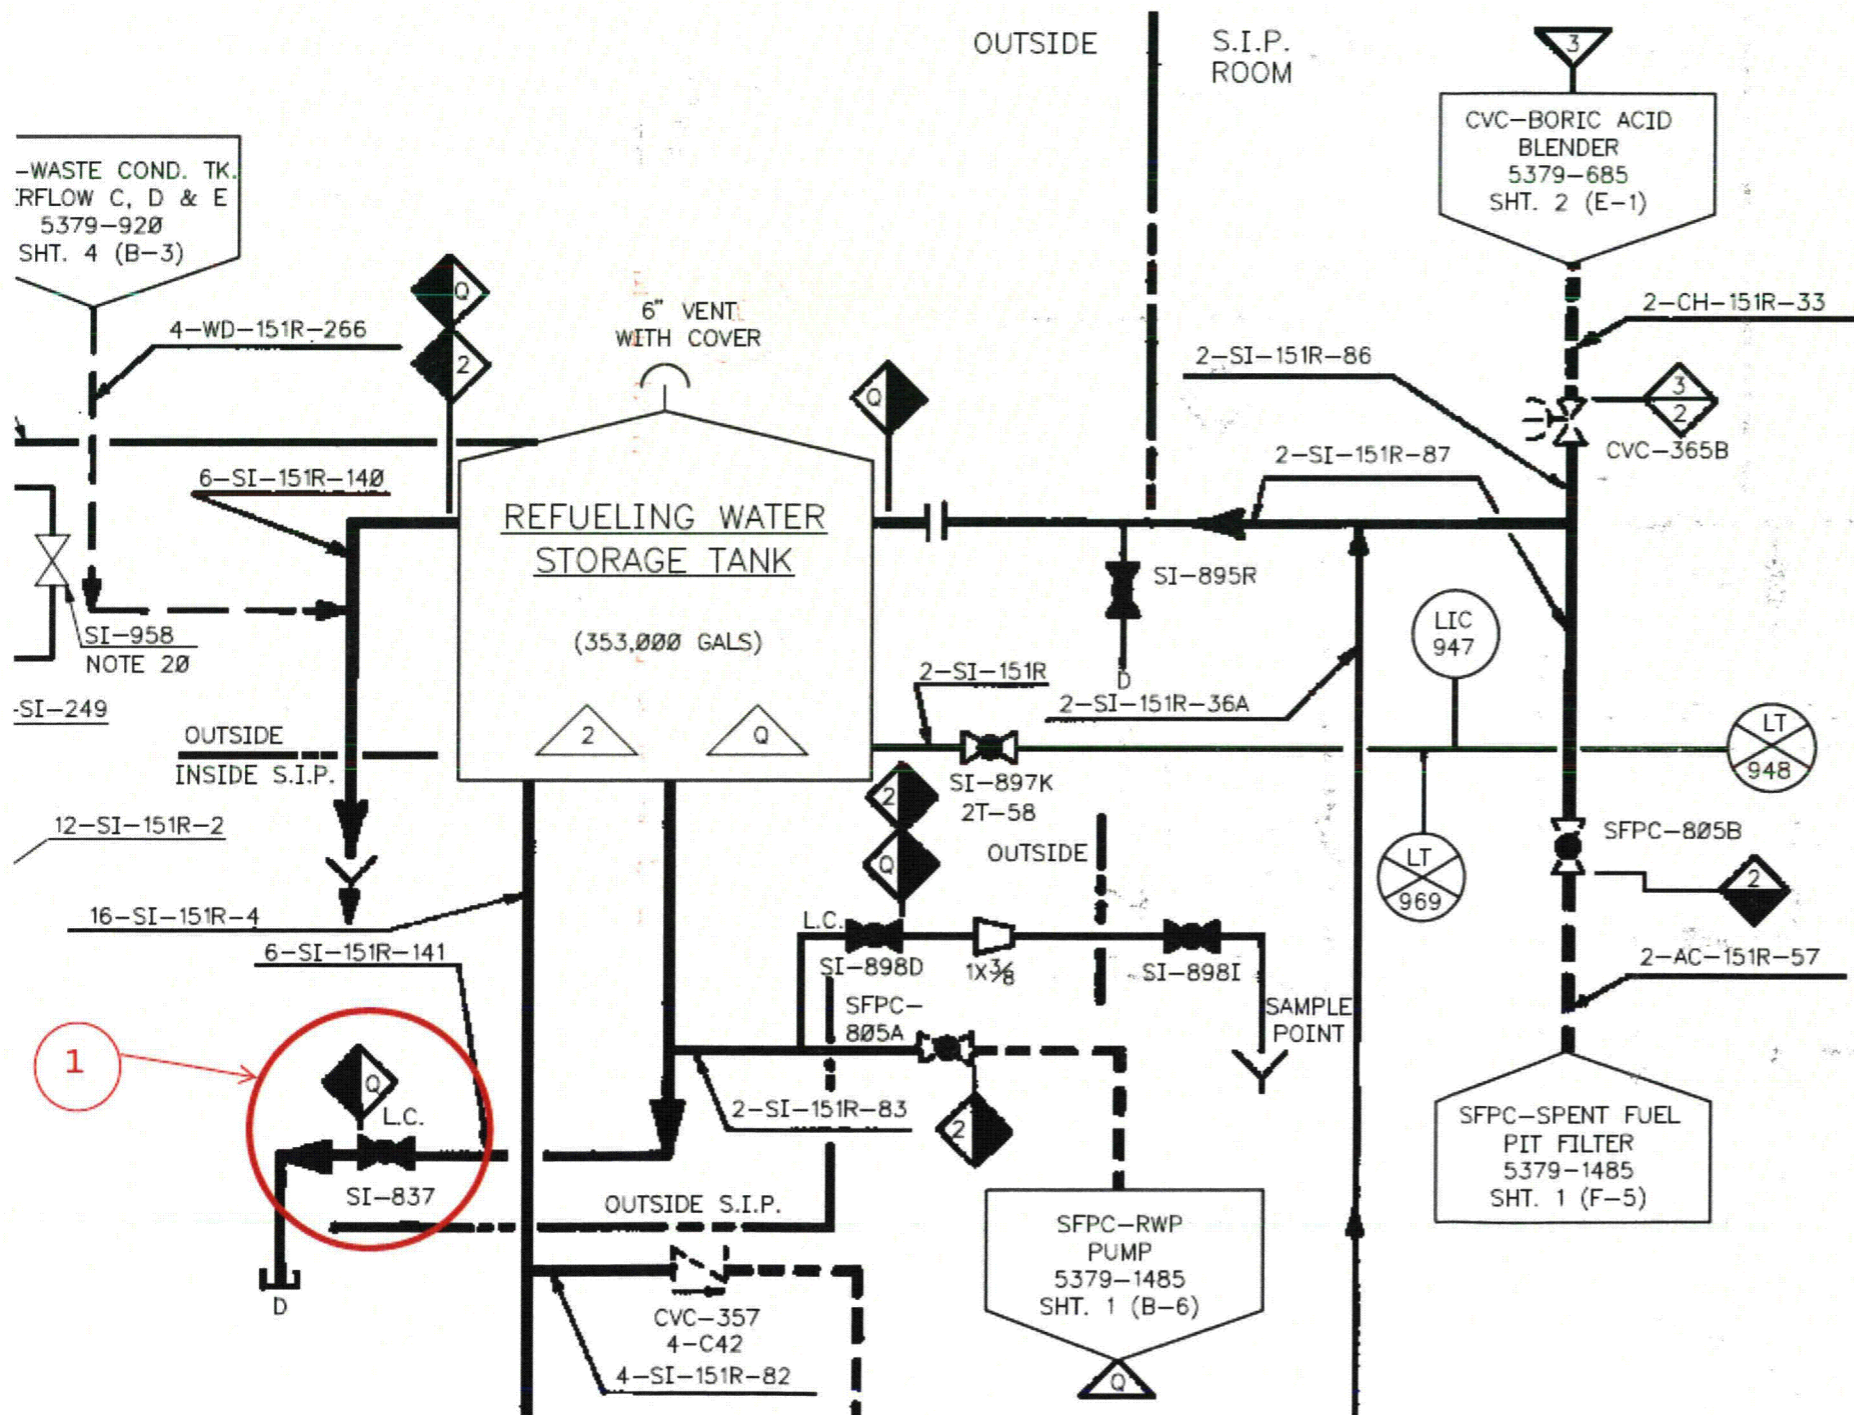 OUTSIDE
S.I.P.
ROOM
3
CVC-BORIC ACID
BLENDER
5379-685
SHT. 2 (E-1)
-WASTE COND. TK.
RFLOW C, D & E
5379-920
SHT. 4 (B-3)
Q
2
4-WD-151R-266
6" VENT
WITH COVER
Q
2-SI-151R-86
2-CH-151R-33
3
2
CVC-365B
6-SI-151R-140
2-SI-151R-87
REFUELING WATER
STORAGE TANK
(353,000 GALS)
2
Q
SI-895R
D
LIC
947
SI-958
NOTE 20
-SI-249
2-SI-151R
2-SI-151R-36A
OUTSIDE
INSIDE S.I.P.
LT
948
SI-897K
2T-58
2
Q
OUTSIDE
12-SI-151R-2
SFPC-805B
2
LT
969
16-SI-151R-4
L.C.
SI-898D
1X⅜
SI-898I
6-SI-151R-141
2-AC-151R-57
SFPC-
805A
SAMPLE
POINT
1
Q
L.C.
SI-837
2-SI-151R-83
2
SFPC-SPENT FUEL
PIT FILTER
5379-1485
SHT. 1 (F-5)
OUTSIDE S.I.P.
SFPC-RWP
PUMP
5379-1485
SHT. 1 (B-6)
Q
D
CVC-357
4-C42
4-SI-151R-82